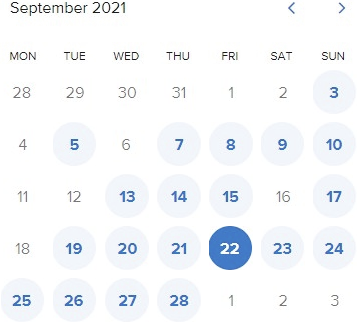 September 2021
MON TUE WED THU FRI SAT SUN
28 29 30 31 1 2 3
4 5 6 7 8 9 10
11 12 13 14 15 16 17
18 19 20 21 22 23 24
25 26 27 28 1 2 3